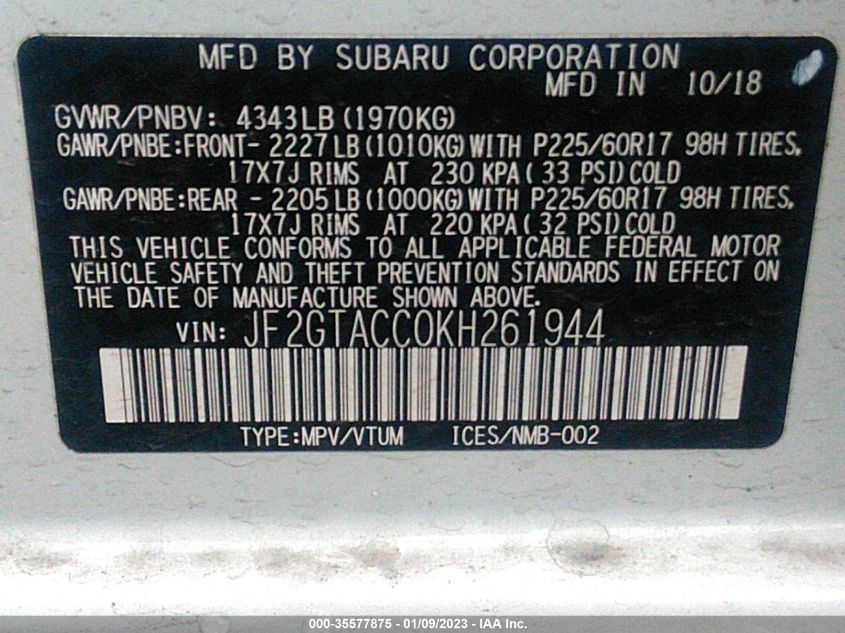 MFD BY SUBARU CORPORATION
MFD IN 10/18
GVWR/PNBV: 4343LB(1970KG)
GAWR/PNBE:FRONT- 2227LB(1010KG)WITH P225/60R17 98H TIRES,
17X7J RIMS AT 230 KPA( 33 PSI)COLD
GAWR/PNBE:REAR - 2205LB(1000KG)WITH P225/60R17 98H TIRES,
17X7J RIMS AT 220 KPA( 32 PSI)COLD
THIS VEHICLE CONFORMS TO ALL APPLICABLE FEDERAL MOTOR
VEHICLE SAFETY AND THEFT PREVENTION STANDARDS IN EFFECT ON
THE DATE OF MANUFACTURE SHOWN ABOVE.
VIN: JF2GTACC0KH261944
TYPE:MPV/VTUM ICES/NMB-002
000-35577875 - 01/09/2023 - IAA Inc.